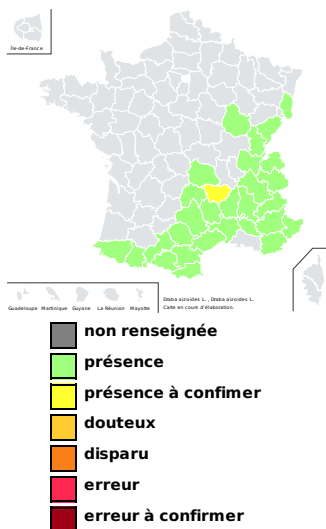 Île-de-France
Guadeloupe Martinique Guyane La Réunion Mayotte
Draba aizoides L. , Draba aizoides L.
Carte en cours d'élaboration.
non renseignée
présence
présence à confimer
douteux
disparu
erreur
erreur à confirmer